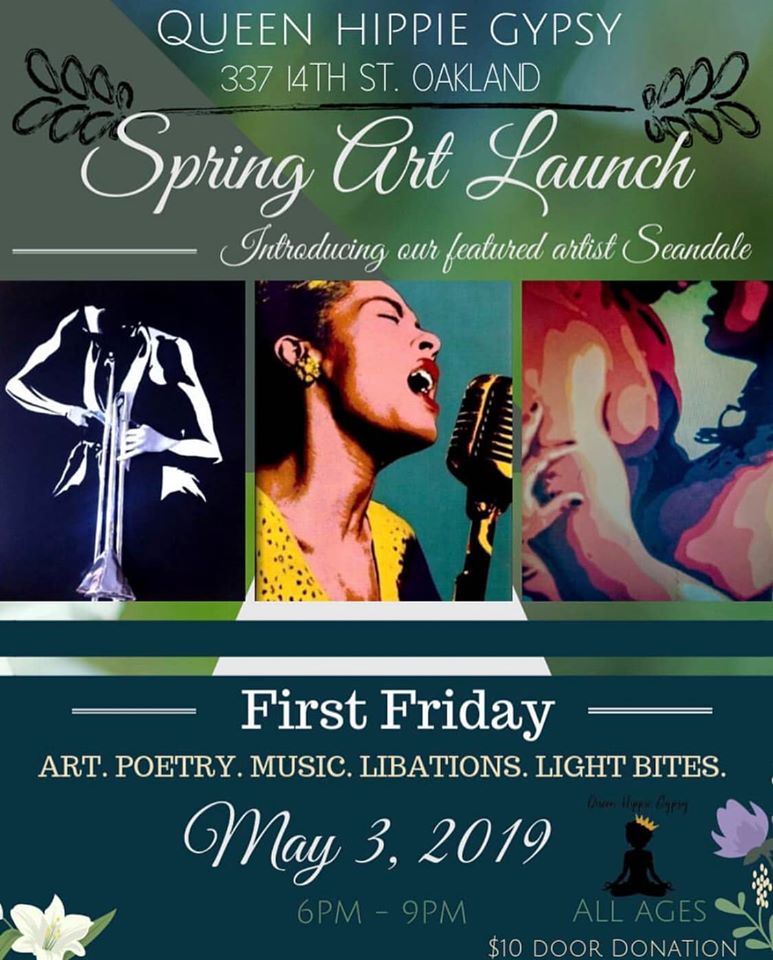 QUEEN HIPPIE GYPSY
337 14TH ST. OAKLAND
Spring Art Launch
Introducing our featured artist Seandale
First Friday
ART. POETRY. MUSIC. LIBATIONS. LIGHT BITES.
Queen Hippie Gypsy
May 3, 2019
6PM - 9PM
ALL AGES
$10 DOOR DONATION